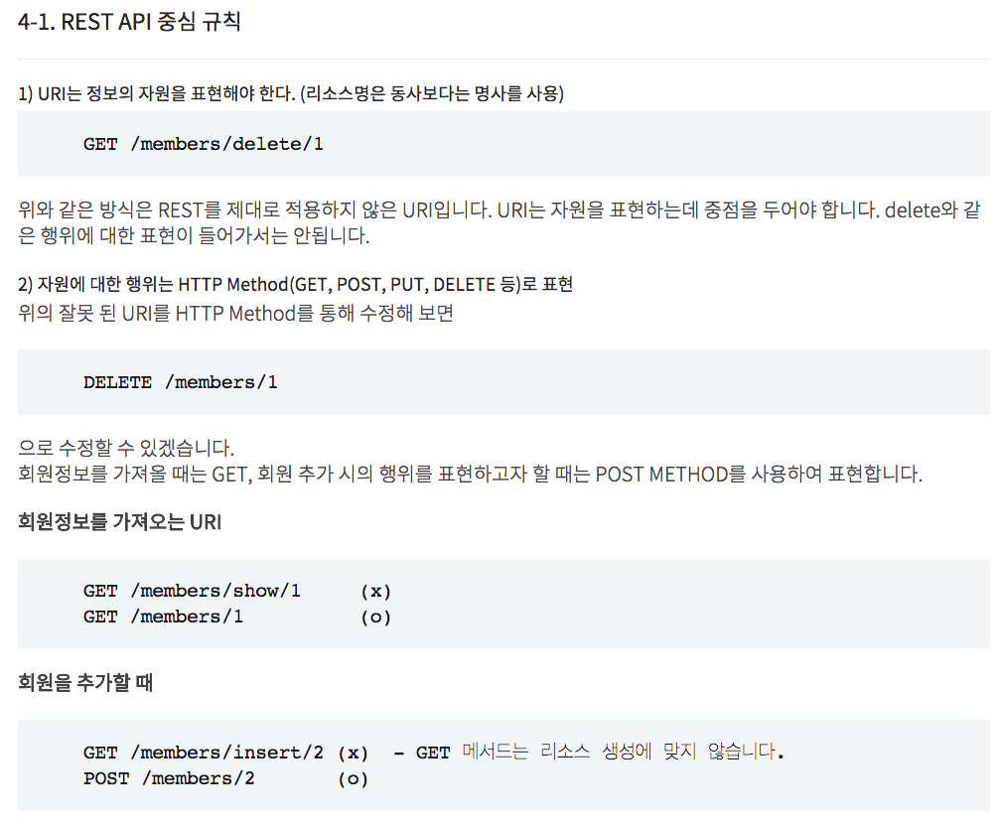 4-1. REST API 중심 규칙
1) URI는 정보의 자원을 표현해야 한다. (리소스명은 동사보다는 명사를 사용)
GET /members/delete/1
위와 같은 방식은 REST를 제대로 적용하지 않은 URI입니다. URI는 자원을 표현하는데 중점을 두어야 합니다. delete와 같
은 행위에 대한 표현이 들어가서는 안됩니다.
2) 자원에 대한 행위는 HTTP Method(GET, POST, PUT, DELETE 등)로 표현
위의 잘못 된 URI를 HTTP Method를 통해 수정해 보면
DELETE /members/1
으로 수정할 수 있겠습니다.
회원정보를 가져올 때는 GET, 회원 추가 시의 행위를 표현하고자 할 때는 POST METHOD를 사용하여 표현합니다.
회원정보를 가져오는 URI
GET /members/show/1 (x)
GET /members/1 (o)
회원을 추가할 때
GET /members/insert/2 (x) - GET 메서드는 리소스 생성에 맞지 않습니다.
POST /members/2 (o)